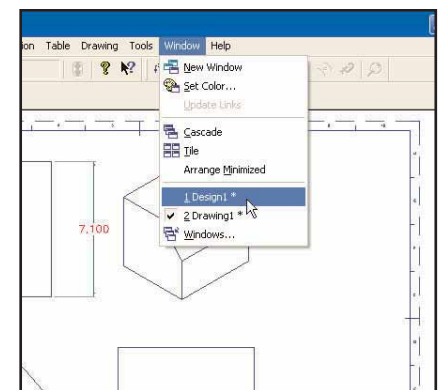 Table Drawing Tools Window Help
New Window
Set Color...
Update Links
Cascade
Tile
Arrange Minimized
1 Design1 *
2 Drawing1 *
Windows...
7,100